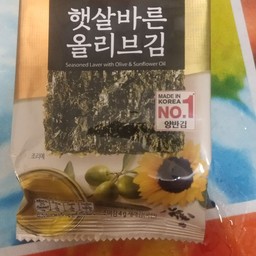 햇살바른
올리브김
Seasoned Laver with Olive & Sunflower Oil
MADE IN
KOREA
NO.1
양반김